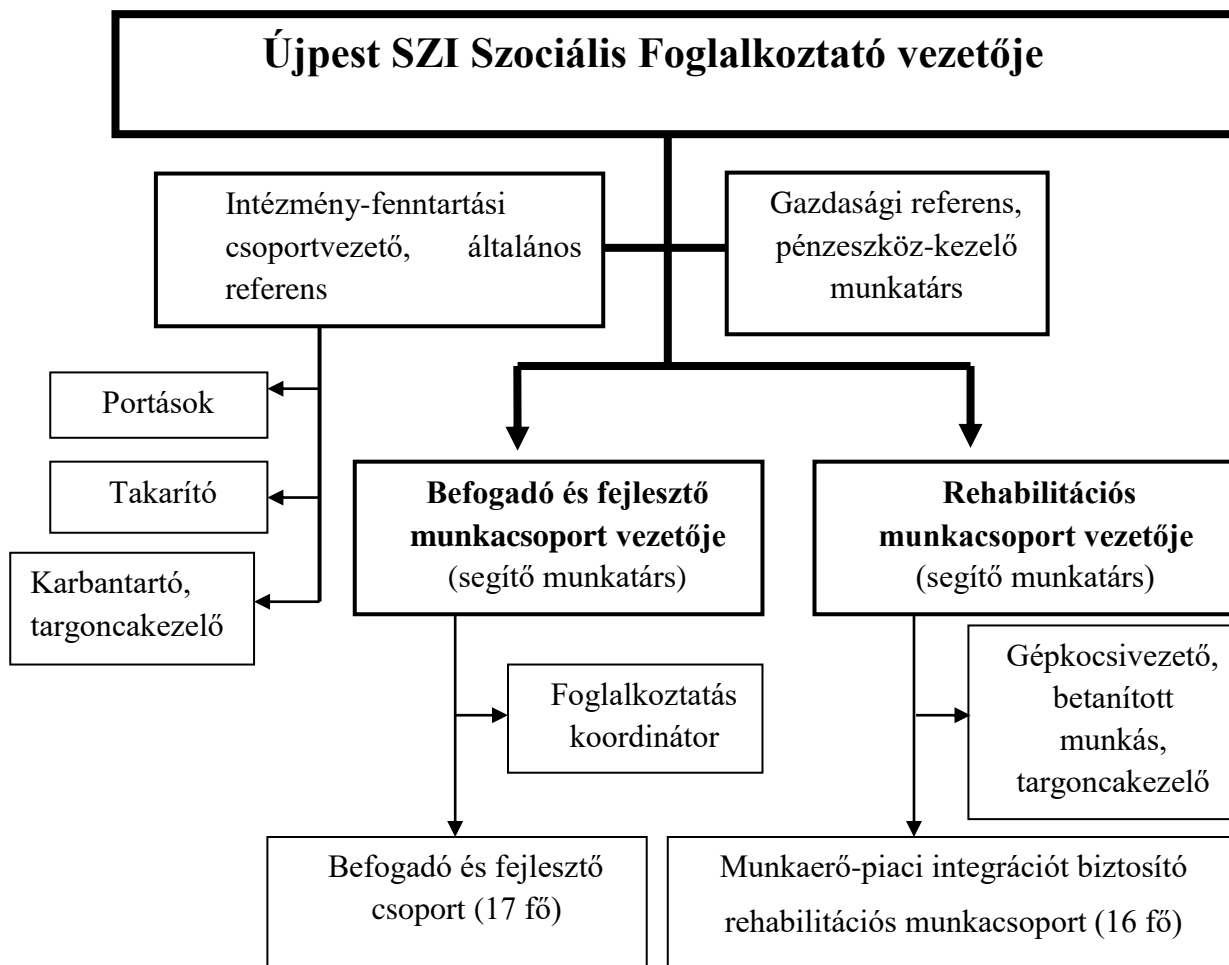 Újpest SZI Szociális Foglalkoztató vezetője
Intézmény-fenntartási
csoportvezető, általános
referens
Gazdasági referens,
pénzeszköz-kezelő
munkatárs
Portások
Takarító
Karbantartó,
targoncakezelő
Befogadó és fejlesztő
munkacsoport vezetője
(segítő munkatárs)
Rehabilitációs
munkacsoport vezetője
(segítő munkatárs)
Foglalkoztatás
koordinátor
Gépkocsivezető,
betanított
munkás,
targoncakezelő
Befogadó és fejlesztő
csoport (17 fő)
Munkaerő-piaci integrációt biztosító
rehabilitációs munkacsoport (16 fő)